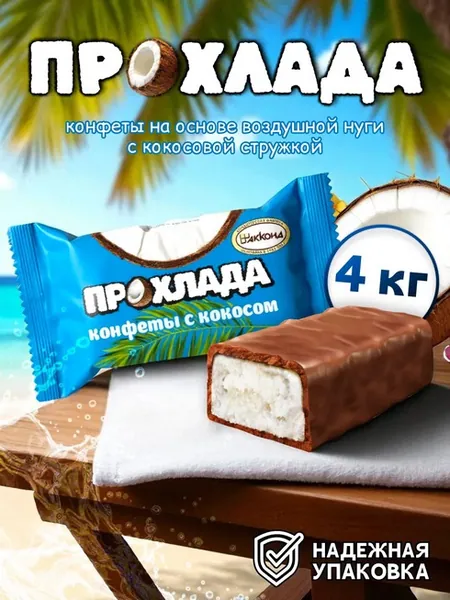 ПРОХЛАДА
конфеты на основе воздушной нуги
с кокосовой стружкой
АККОНД
ПРОХЛАДА
конфеты с кокосом
4 кг
НАДЕЖНАЯ
УПАКОВКА